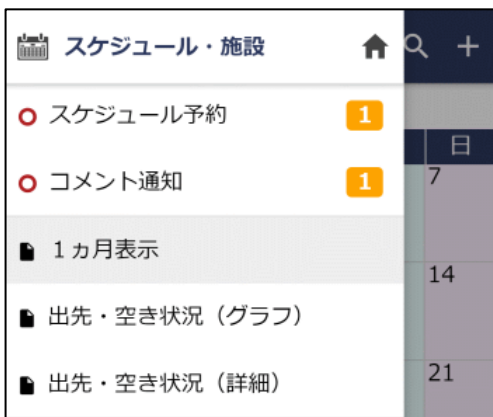 スケジュール・施設
スケジュール予約 1
コメント通知 1
1ヵ月表示
出先・空き状況（グラフ）
出先・空き状況（詳細）
日
7
14
21